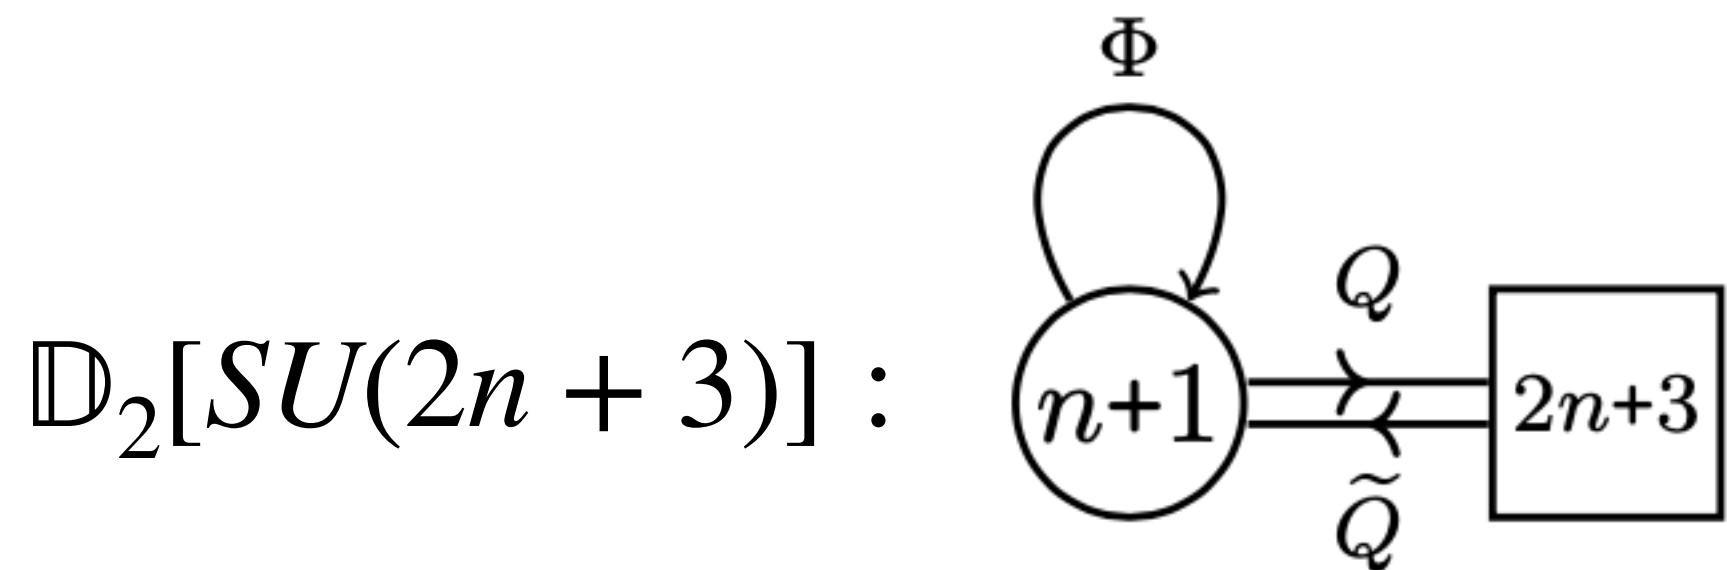 Φ
𝔻₂[SU(2n + 3)] :
n+1
Q
Q̃
2n+3